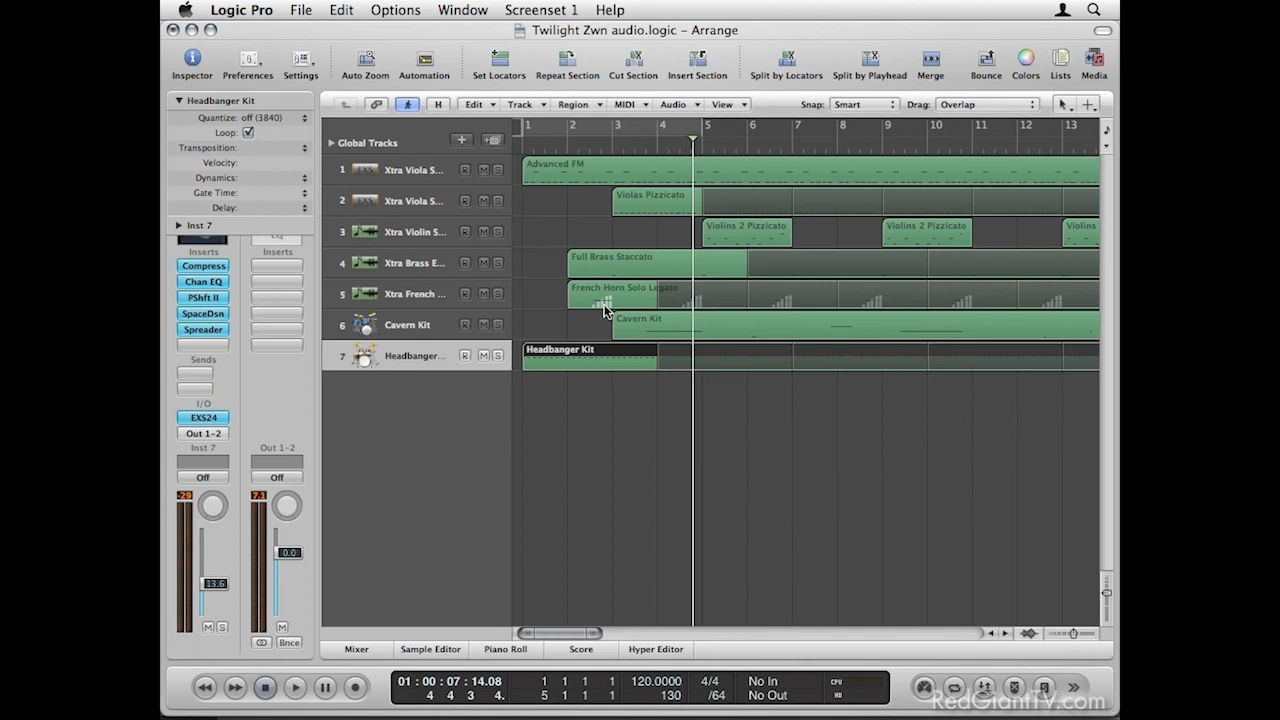 Logic Pro File Edit Options Window Screenset 1 Help
Twilight Zwn audio.logic – Arrange
Inspector Preferences Settings Auto Zoom Automation Set Locators Repeat Section Cut Section Insert Section Split by Locators Split by Playhead Merge Bounce Colors Lists Media
Headbanger Kit
Quantize: off (3840)
Loop:
Transposition:
Velocity:
Dynamics:
Gate Time:
Delay:
Inst 7
EQ
Inserts Inserts
Compress
Chan EQ
PShft II
SpaceDsn
Spreader
Sends
I/O
EXS24
Out 1-2
Inst 7 Out 1-2
Off Off
-29 7.1
0.0
13.6
M S M
Bnce
H Edit Track Region MIDI Audio View Snap: Smart Drag: Overlap
Global Tracks
1 2 3 4 5 6 7 8 9 10 11 12 13
1 EXS Xtra Viola S... R M S Advanced FM
2 EXS Xtra Viola S... R M S Violas Pizzicato
3 Xtra Violin S... R M S Violins 2 Pizzicato Violins 2 Pizzicato Violins
4 Xtra Brass E... R M S Full Brass Staccato
5 Xtra French ... R M S French Horn Solo Legato
6 Cavern Kit R M S Cavern Kit
7 Headbanger... R M S Headbanger Kit
Mixer Sample Editor Piano Roll Score Hyper Editor
01 : 00 : 07 : 14.08 1 1 1 1 120.0000 4/4 No In CPU
4 4 3 4. 5 1 1 1 130 /64 No Out HD
RedGiantTV.com